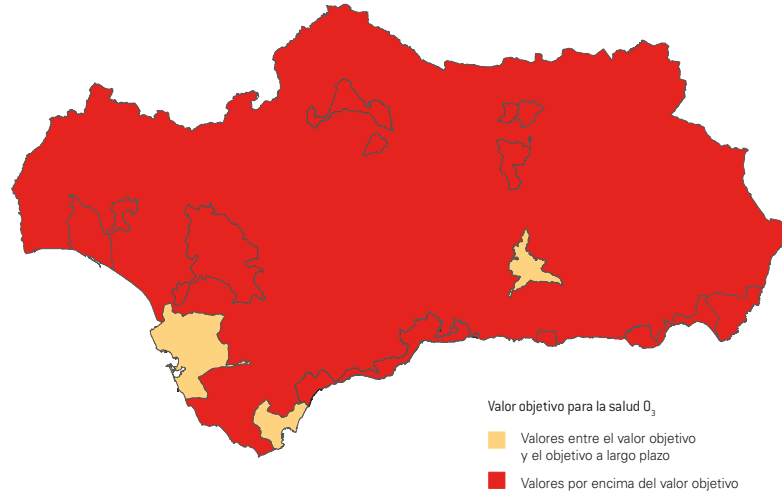 Valor objetivo para la salud O₃
Valores entre el valor objetivo
y el objetivo a largo plazo
Valores por encima del valor objetivo